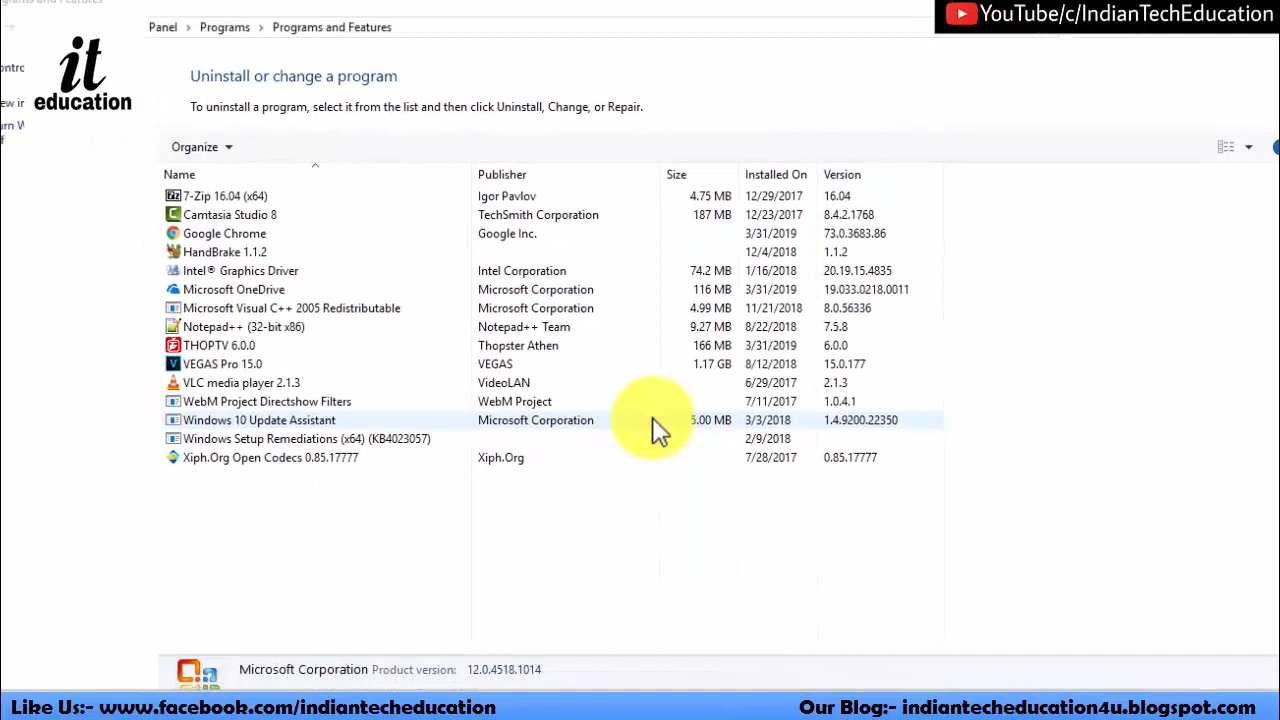 Panel > Programs > Programs and Features
YouTube/c/IndianTechEducation
it
education
Uninstall or change a program
To uninstall a program, select it from the list and then click Uninstall, Change, or Repair.
Organize
Name Publisher Size Installed On Version
7-Zip 16.04 (x64) Igor Pavlov 4.75 MB 12/29/2017 16.04
Camtasia Studio 8 TechSmith Corporation 187 MB 12/23/2017 8.4.2.1768
Google Chrome Google Inc. 3/31/2019 73.0.3683.86
HandBrake 1.1.2 12/4/2018 1.1.2
Intel® Graphics Driver Intel Corporation 74.2 MB 1/16/2018 20.19.15.4835
Microsoft OneDrive Microsoft Corporation 116 MB 3/31/2019 19.033.0218.0011
Microsoft Visual C++ 2005 Redistributable Microsoft Corporation 4.99 MB 11/21/2018 8.0.56336
Notepad++ (32-bit x86) Notepad++ Team 9.27 MB 8/22/2018 7.5.8
THOPTV 6.0.0 Thopster Athen 166 MB 3/31/2019 6.0.0
VEGAS Pro 15.0 VEGAS 1.17 GB 8/12/2018 15.0.177
VLC media player 2.1.3 VideoLAN 6/29/2017 2.1.3
WebM Project Directshow Filters WebM Project 7/11/2017 1.0.4.1
Windows 10 Update Assistant Microsoft Corporation 5.00 MB 3/3/2018 1.4.9200.22350
Windows Setup Remediations (x64) (KB4023057) 2/9/2018
Xiph.Org Open Codecs 0.85.17777 Xiph.Org 7/28/2017 0.85.17777
Microsoft Corporation Product version: 12.0.4518.1014
Like Us:- www.facebook.com/indiantecheducation Our Blog:- indiantecheducation4u.blogspot.com